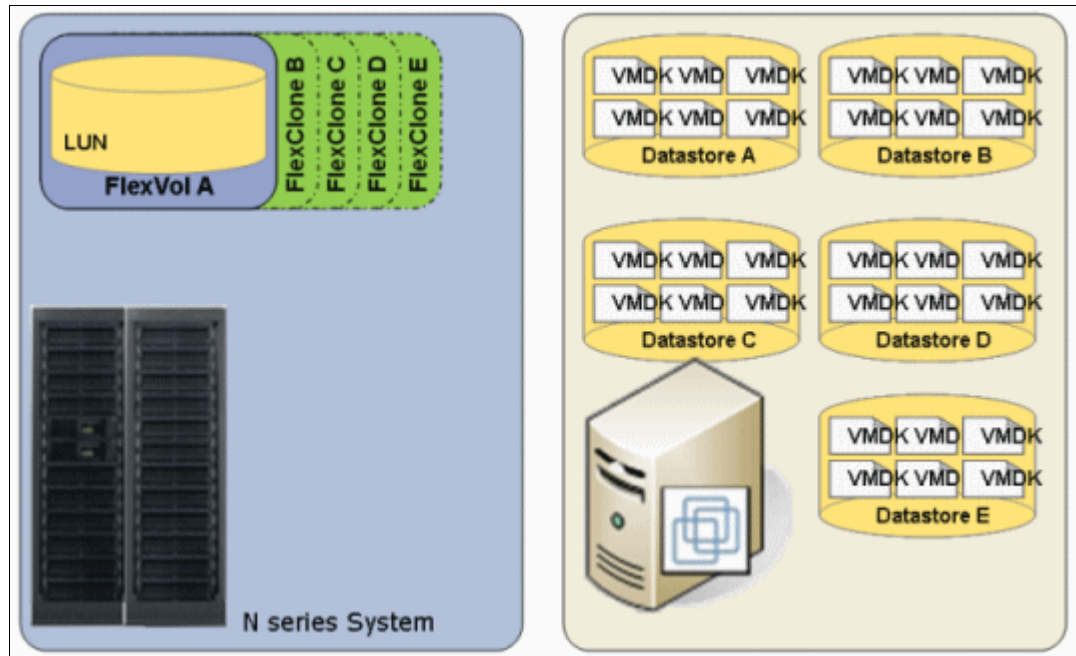 LUN
FlexVol A
FlexClone B
FlexClone C
FlexClone D
FlexClone E
N series System
VMDK VMD VMDK
VMDK VMD VMDK
Datastore A
VMDK VMD VMDK
VMDK VMD VMDK
Datastore B
VMDK VMD VMDK
VMDK VMD VMDK
Datastore C
VMDK VMD VMDK
VMDK VMD VMDK
Datastore D
VMDK VMD VMDK
VMDK VMD VMDK
Datastore E